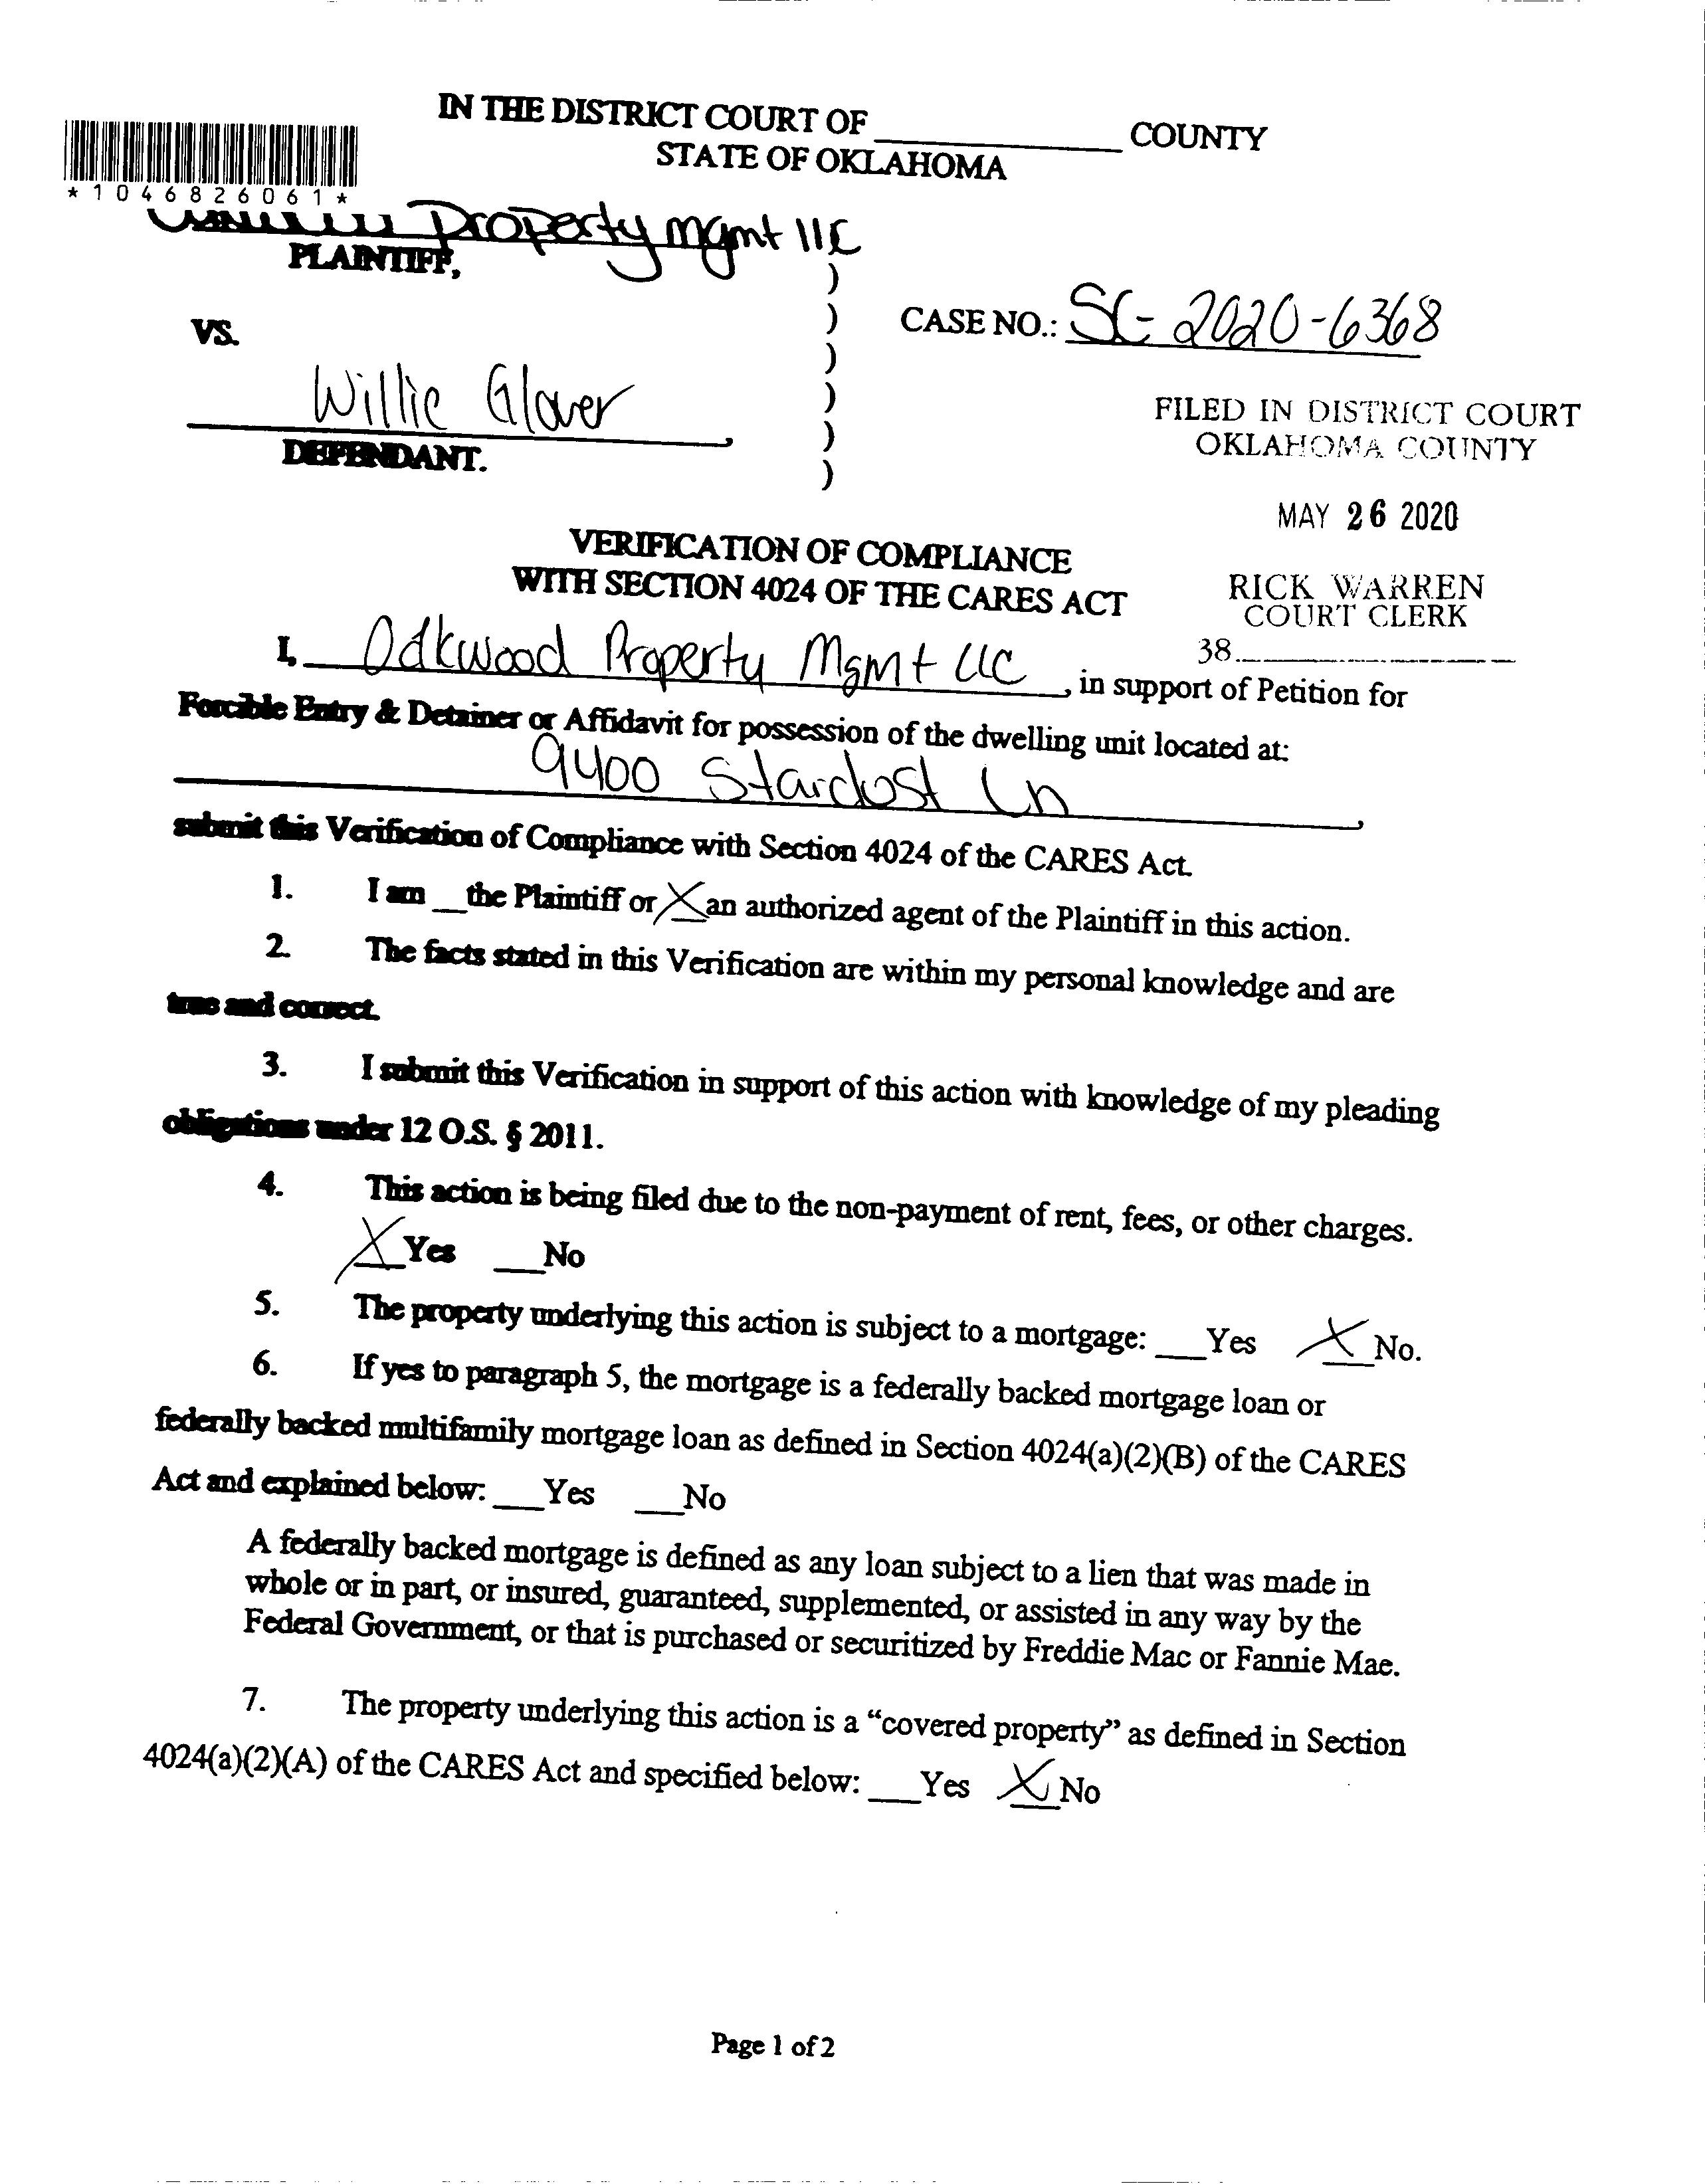 IN THE DISTRICT COURT OF ____________ COUNTY
STATE OF OKLAHOMA
*1046826061*
Property Mgmt llc
PLAINTIFF,
)
VS.
) CASE NO.: SC-2020-6368
)
Willie Glover
)
FILED IN DISTRICT COURT
OKLAHOMA COUNTY
)
DEFENDANT.
)
MAY 26 2020
VERIFICATION OF COMPLIANCE
WITH SECTION 4024 OF THE CARES ACT
RICK WARREN
COURT CLERK
38
I, Oakwood Property Mgmt LLC, in support of Petition for
Forcible Entry & Detainer or Affidavit for possession of the dwelling unit located at:
9400 Stardust Ln,
submit this Verification of Compliance with Section 4024 of the CARES Act.
1. I am __the Plaintiff or X an authorized agent of the Plaintiff in this action.
2. The facts stated in this Verification are within my personal knowledge and are
true and correct.
3. I submit this Verification in support of this action with knowledge of my pleading
obligations under 12 O.S. § 2011.
4. This action is being filed due to the non-payment of rent, fees, or other charges.
X Yes ___No
5. The property underlying this action is subject to a mortgage: ___Yes X No.
6. If yes to paragraph 5, the mortgage is a federally backed mortgage loan or
federally backed multifamily mortgage loan as defined in Section 4024(a)(2)(B) of the CARES
Act and explained below: ___Yes ___No
A federally backed mortgage is defined as any loan subject to a lien that was made in
whole or in part, or insured, guaranteed, supplemented, or assisted in any way by the
Federal Government, or that is purchased or securitized by Freddie Mac or Fannie Mae.
7. The property underlying this action is a “covered property” as defined in Section
4024(a)(2)(A) of the CARES Act and specified below: ___Yes X No
Page 1 of 2